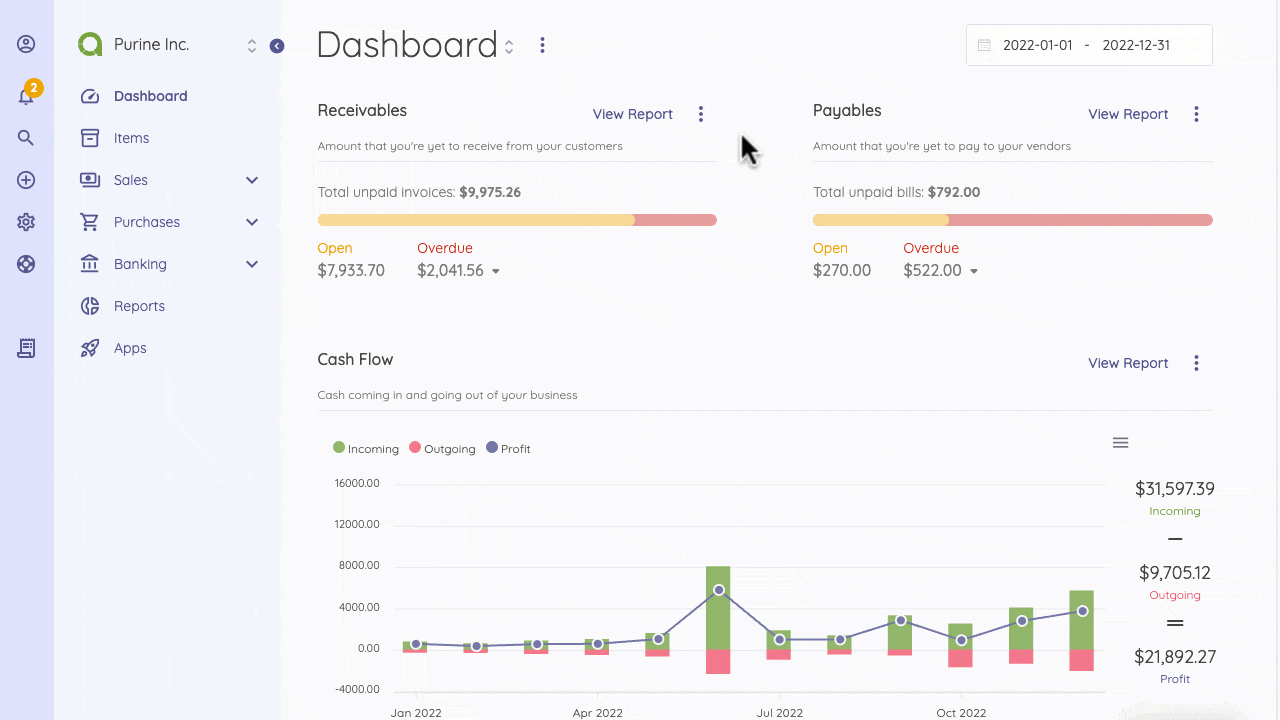 Purine Inc.
2
Dashboard
Items
Sales
Purchases
Banking
Reports
Apps
Dashboard
2022-01-01 - 2022-12-31
Receivables
View Report
Amount that you're yet to receive from your customers
Total unpaid invoices: $9,975.26
Open
Overdue
$7,933.70
$2,041.56
Payables
View Report
Amount that you're yet to pay to your vendors
Total unpaid bills: $792.00
Open
Overdue
$270.00
$522.00
Cash Flow
View Report
Cash coming in and going out of your business
Incoming Outgoing Profit
16000.00
12000.00
8000.00
4000.00
0.00
-4000.00
Jan 2022 Apr 2022 Jul 2022 Oct 2022
$31,597.39
Incoming
$9,705.12
Outgoing
$21,892.27
Profit